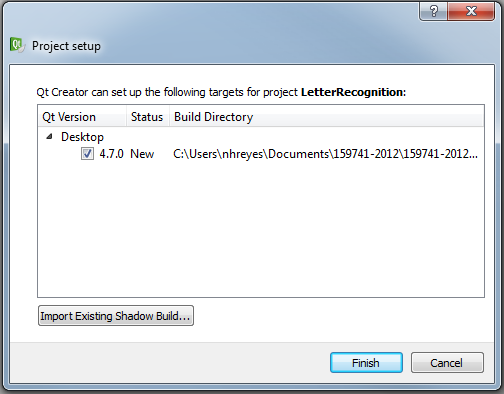 Project setup
Qt Creator can set up the following targets for project LetterRecognition:
Qt Version Status Build Directory
Desktop
4.7.0 New C:\Users\nhreyes\Documents\159741-2012\159741-2012...
Import Existing Shadow Build...
Finish Cancel